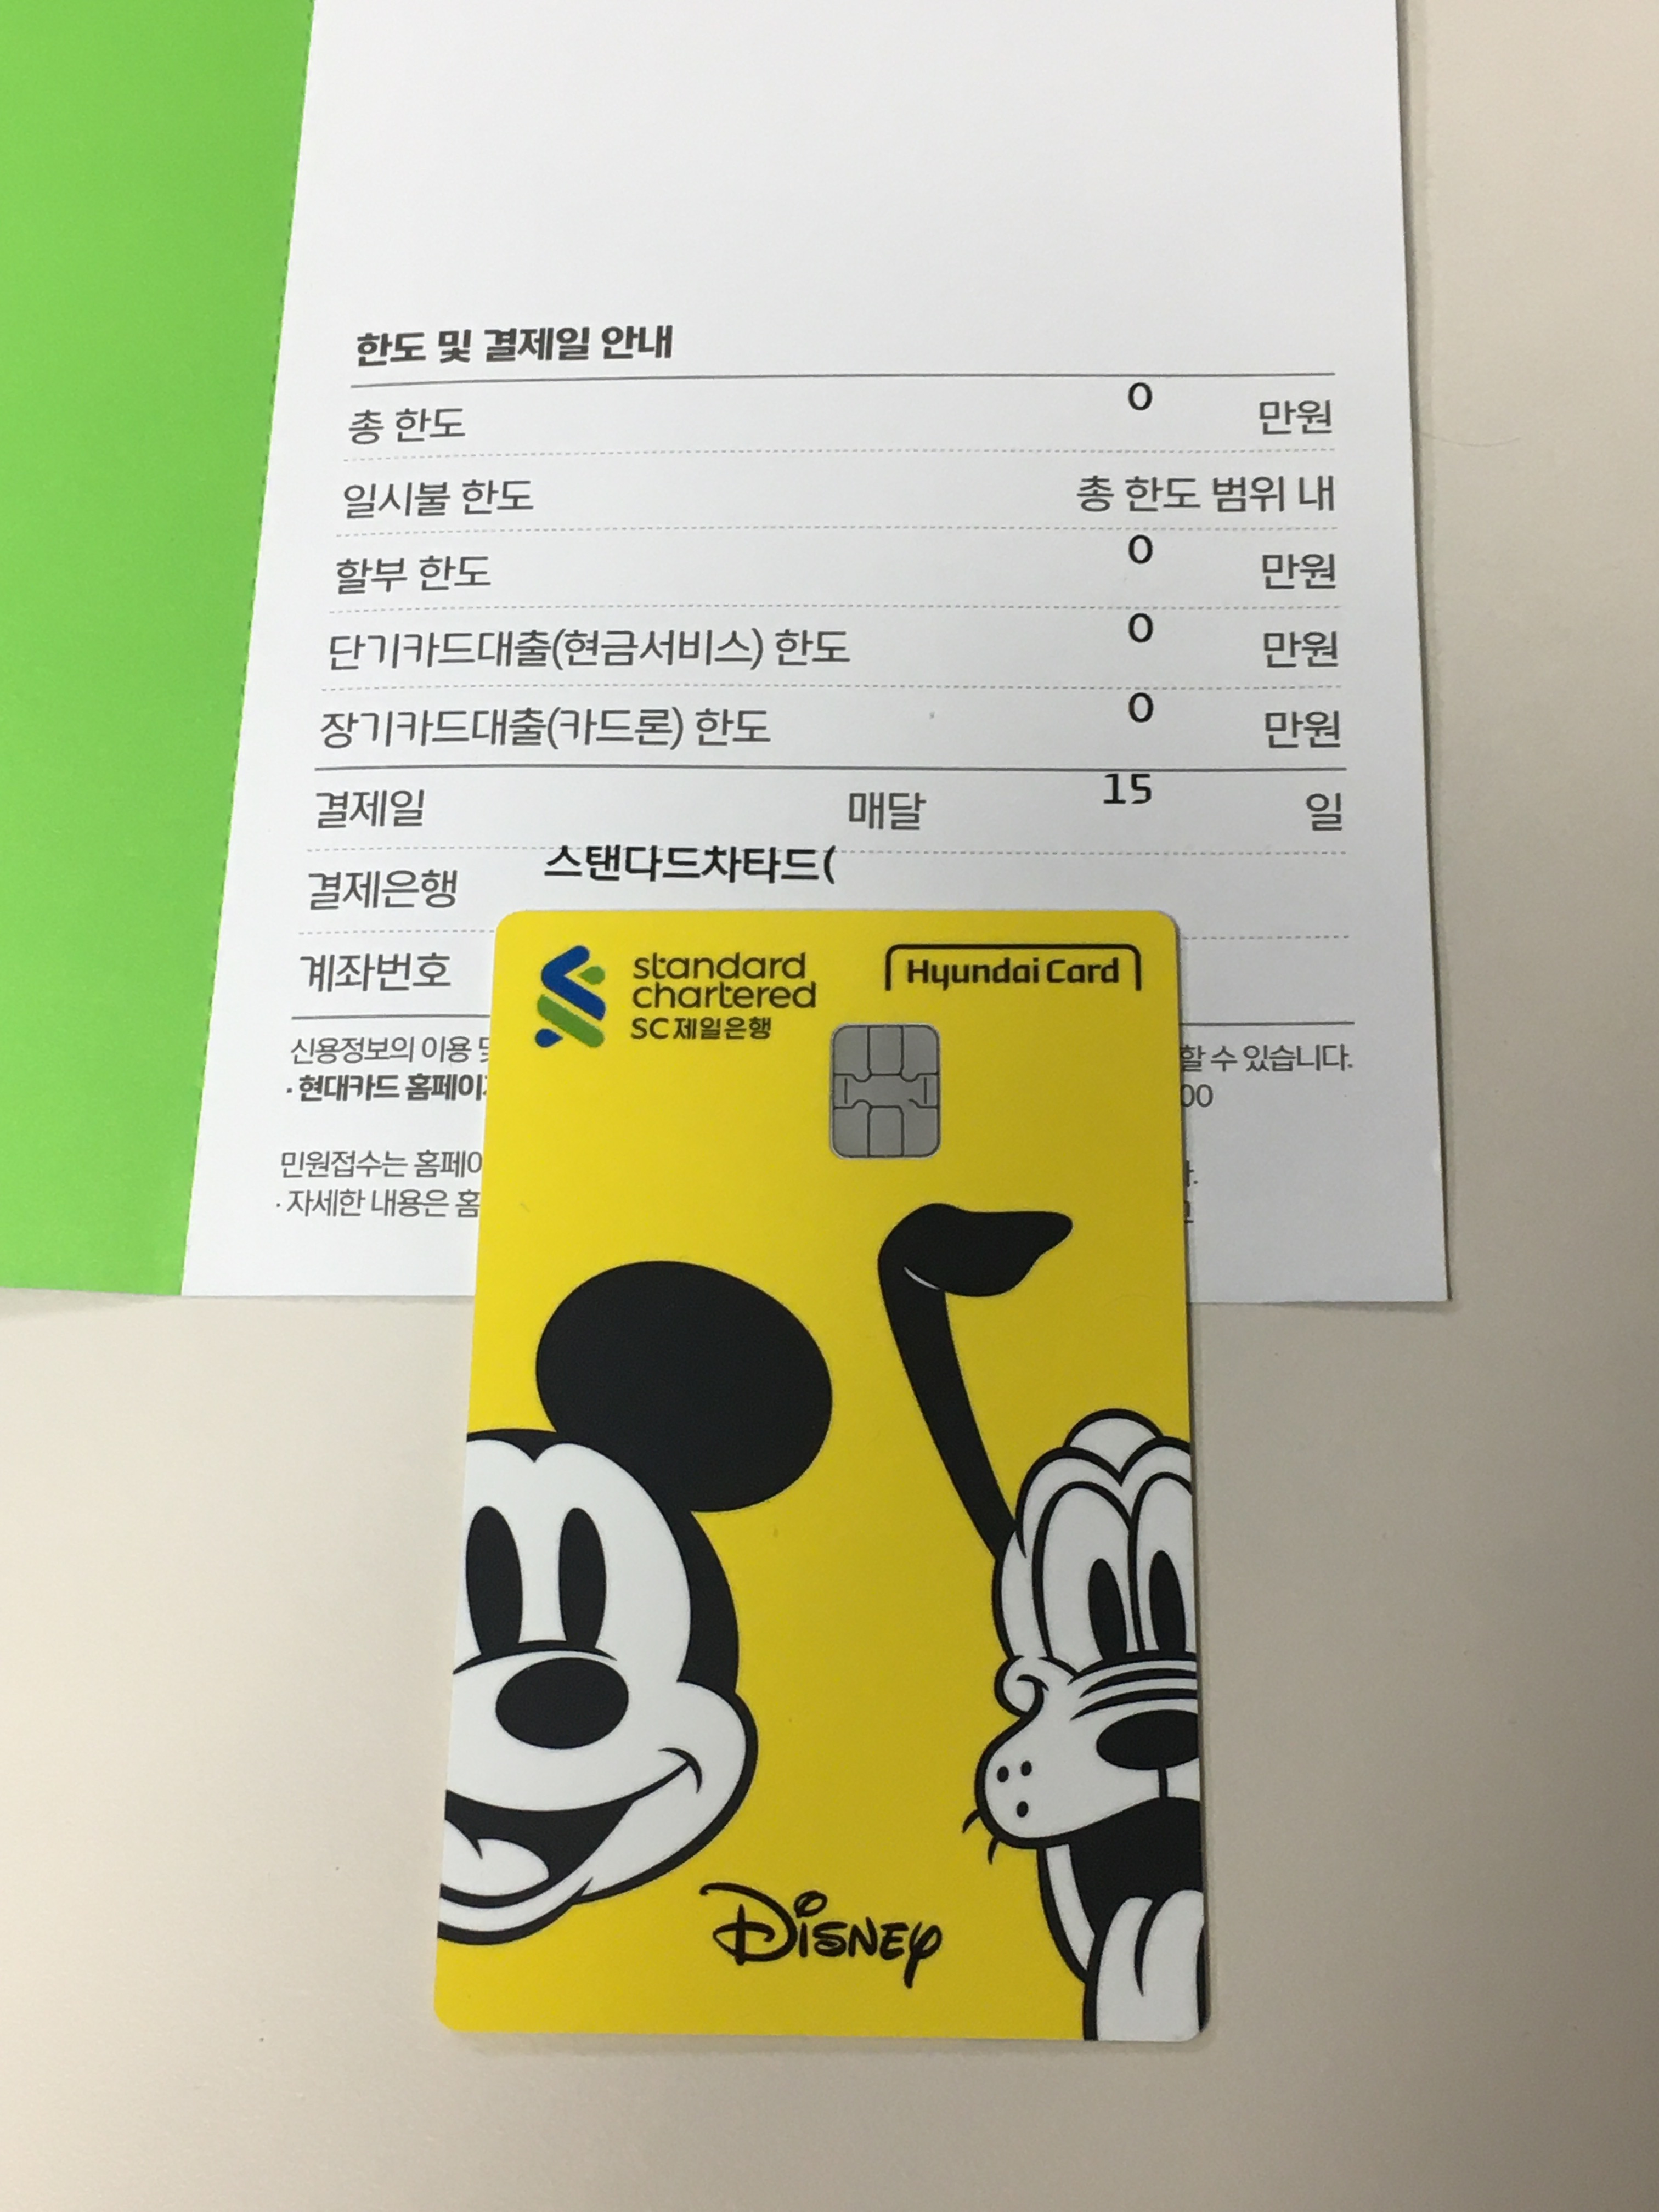 한도 및 결제일 안내
총 한도 0 만원
일시불 한도 총 한도 범위 내
할부 한도 0 만원
단기카드대출(현금서비스) 한도 0 만원
장기카드대출(카드론) 한도 0 만원
결제일 매달 15 일
결제은행 스탠다드차타드(
계좌번호
standard
chartered
SC제일은행
Hyundai Card
신용정보의 이용 할 수 있습니다.
· 현대카드 홈페이지 00
민원접수는
· 자세한 내용은 홈
Disney